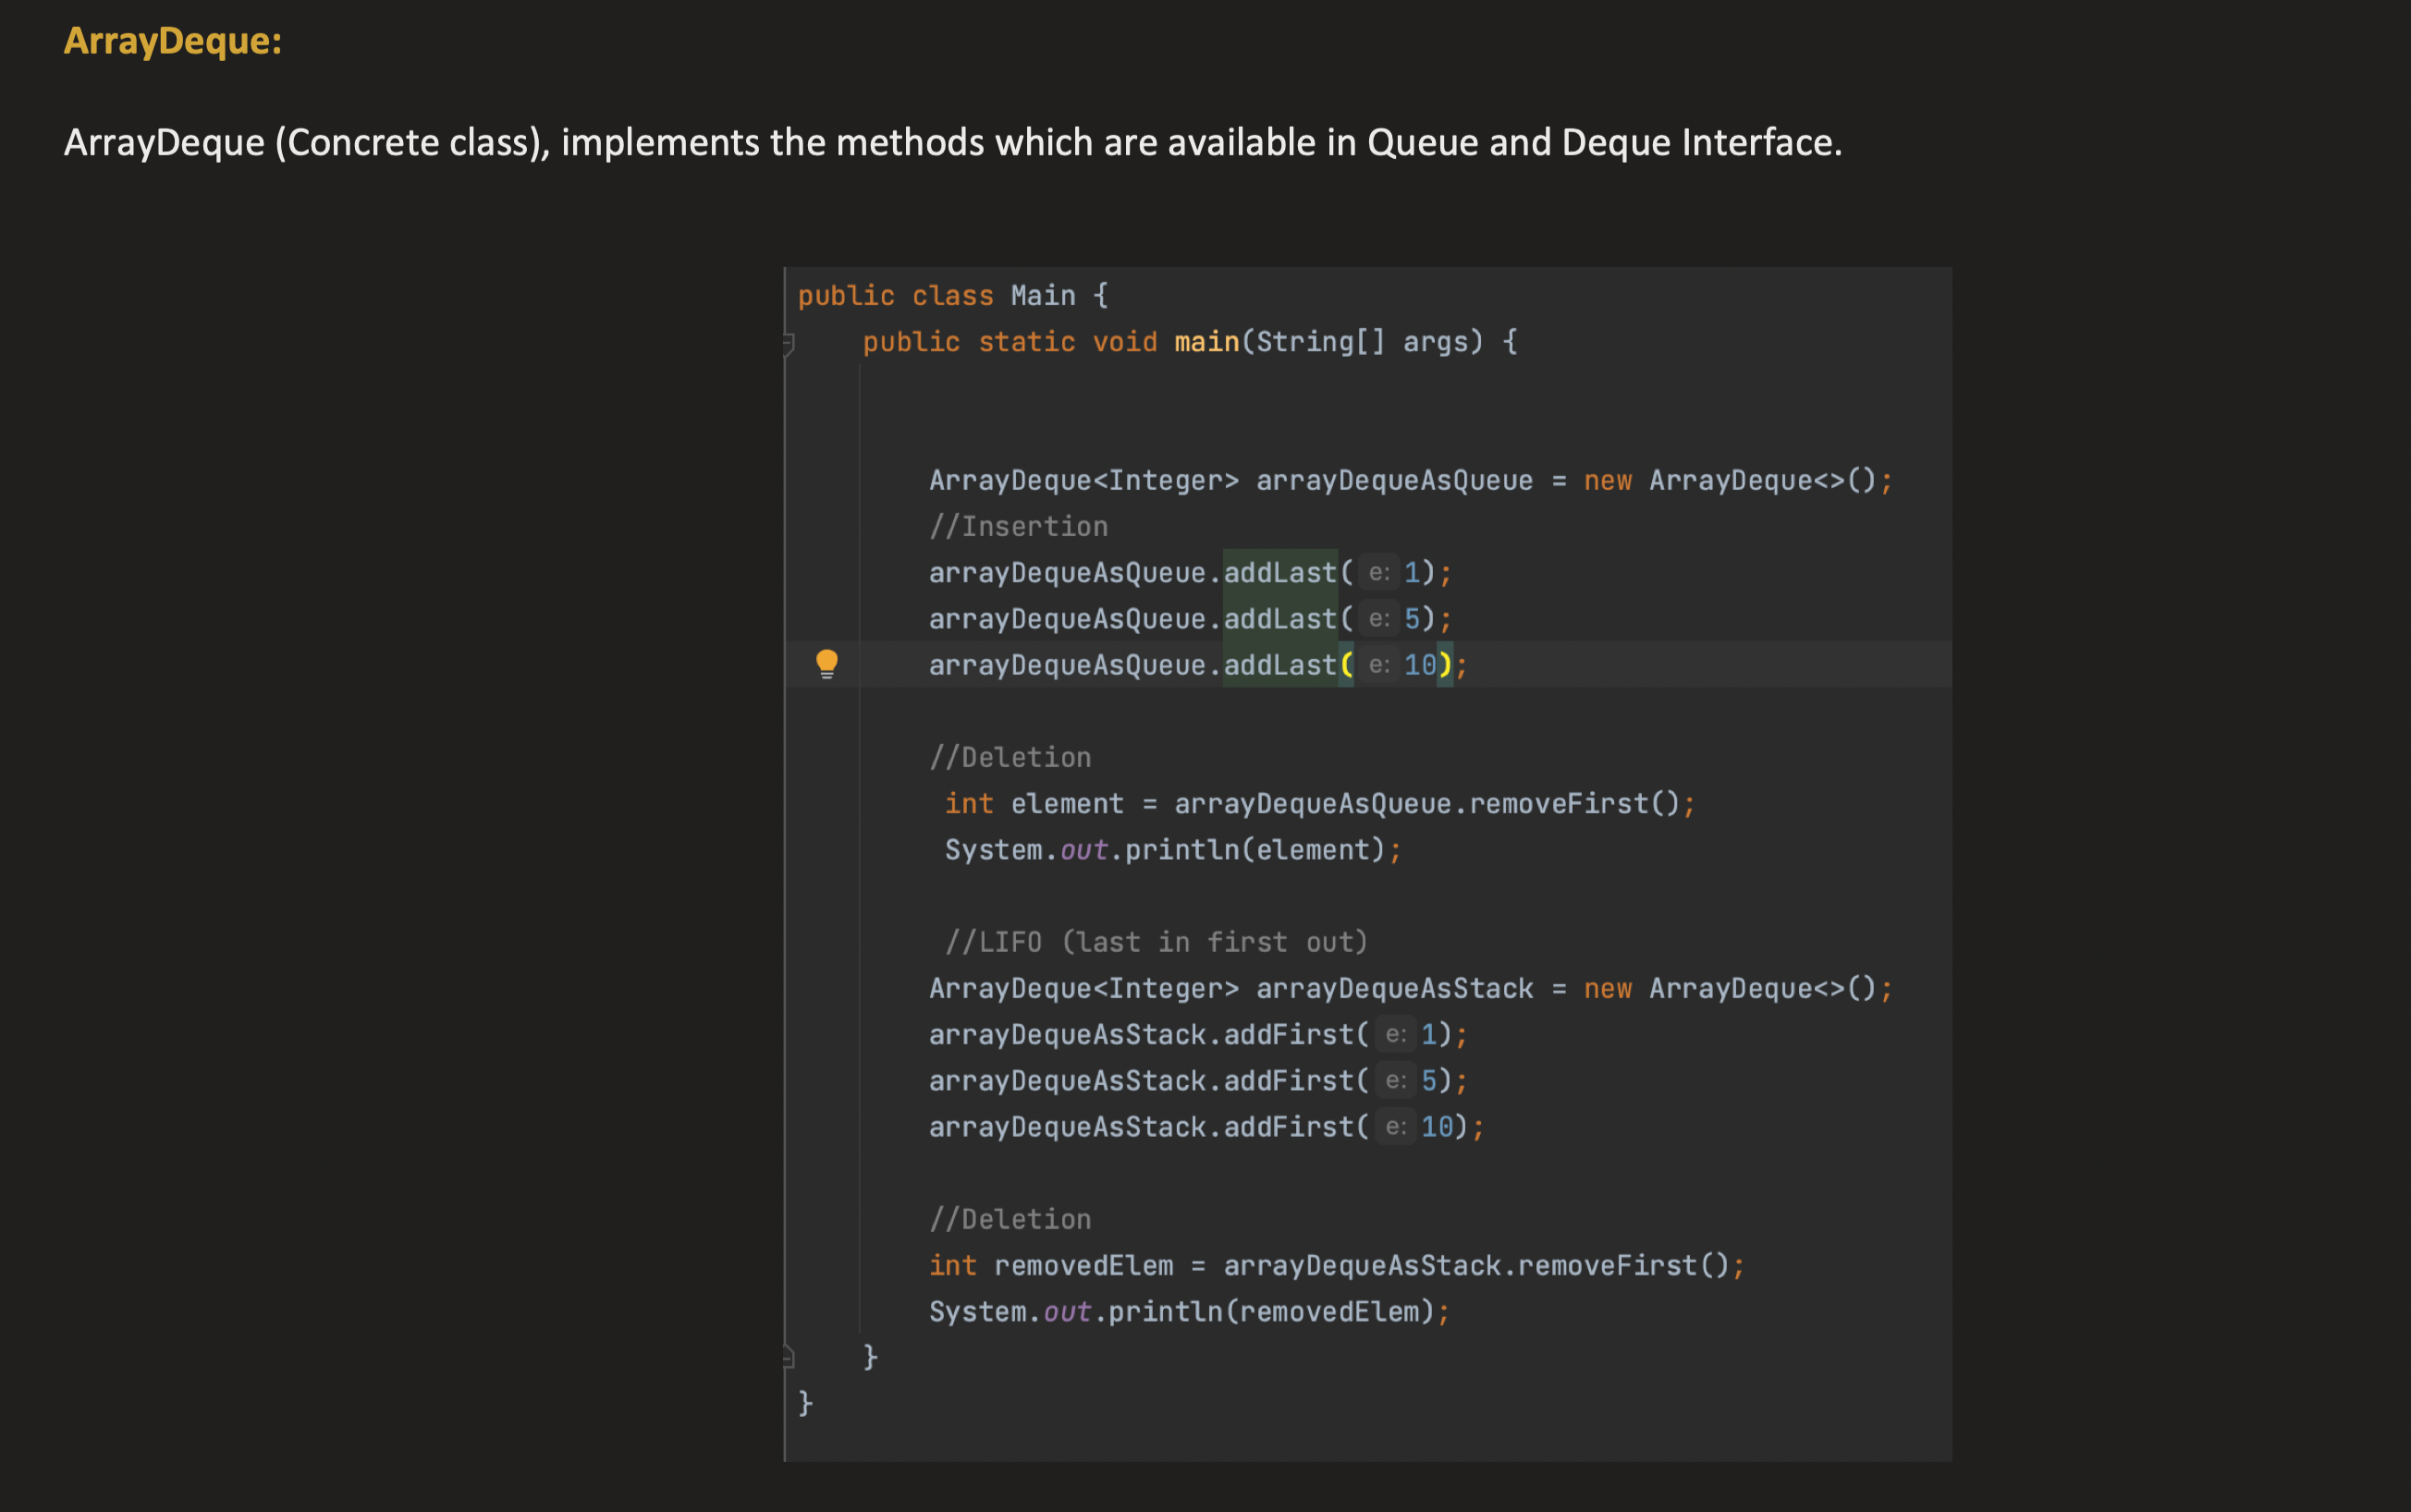 ArrayDeque:
ArrayDeque (Concrete class), implements the methods which are available in Queue and Deque Interface.
public class Main {
public static void main(String[] args) {
ArrayDeque<Integer> arrayDequeAsQueue = new ArrayDeque<>();
//Insertion
arrayDequeAsQueue.addLast( e: 1);
arrayDequeAsQueue.addLast( e: 5);
arrayDequeAsQueue.addLast( e: 10);
//Deletion
int element = arrayDequeAsQueue.removeFirst();
System.out.println(element);
//LIFO (last in first out)
ArrayDeque<Integer> arrayDequeAsStack = new ArrayDeque<>();
arrayDequeAsStack.addFirst( e: 1);
arrayDequeAsStack.addFirst( e: 5);
arrayDequeAsStack.addFirst( e: 10);
//Deletion
int removedElem = arrayDequeAsStack.removeFirst();
System.out.println(removedElem);
}
}